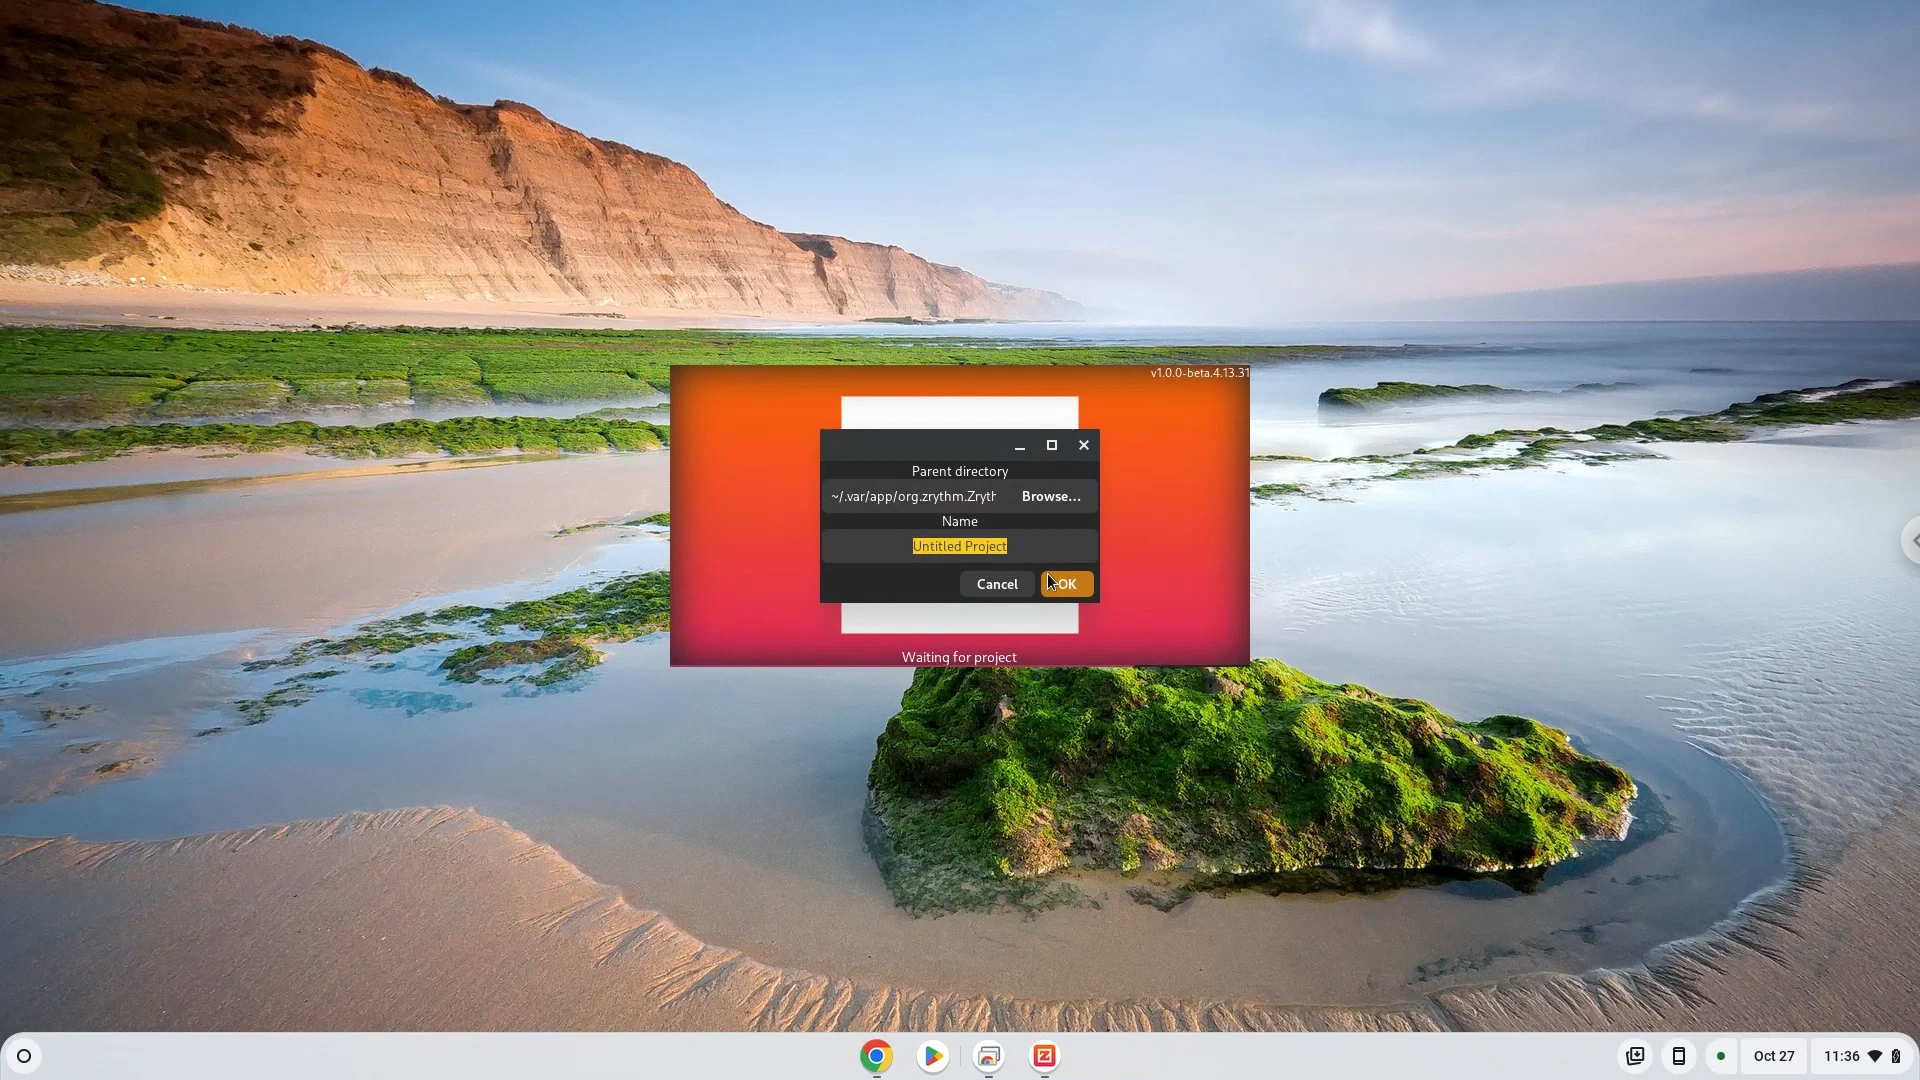 v1.0.0-beta.4.13.31
Parent directory
~/.var/app/org.zrythm.Zryth
Browse...
Name
Untitled Project
Cancel
OK
Waiting for project
Oct 27
11:36